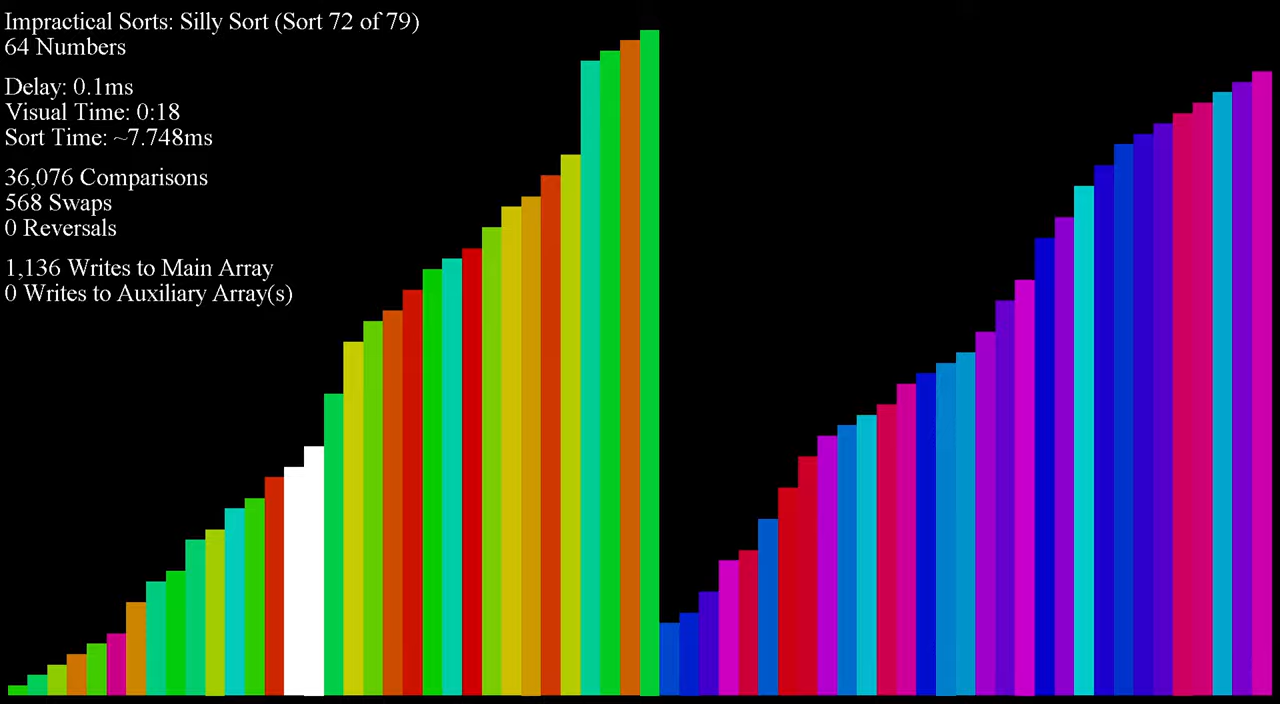 Impractical Sorts: Silly Sort (Sort 72 of 79)
64 Numbers
Delay: 0.1ms
Visual Time: 0:18
Sort Time: ~7.748ms
36,076 Comparisons
568 Swaps
0 Reversals
1,136 Writes to Main Array
0 Writes to Auxiliary Array(s)